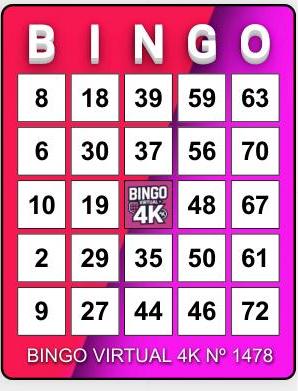 B I N G O
8 18 39 59 63
6 30 37 56 70
10 19 BINGO VIRTUAL 4K 48 67
2 29 35 50 61
9 27 44 46 72
BINGO VIRTUAL 4K Nº 1478